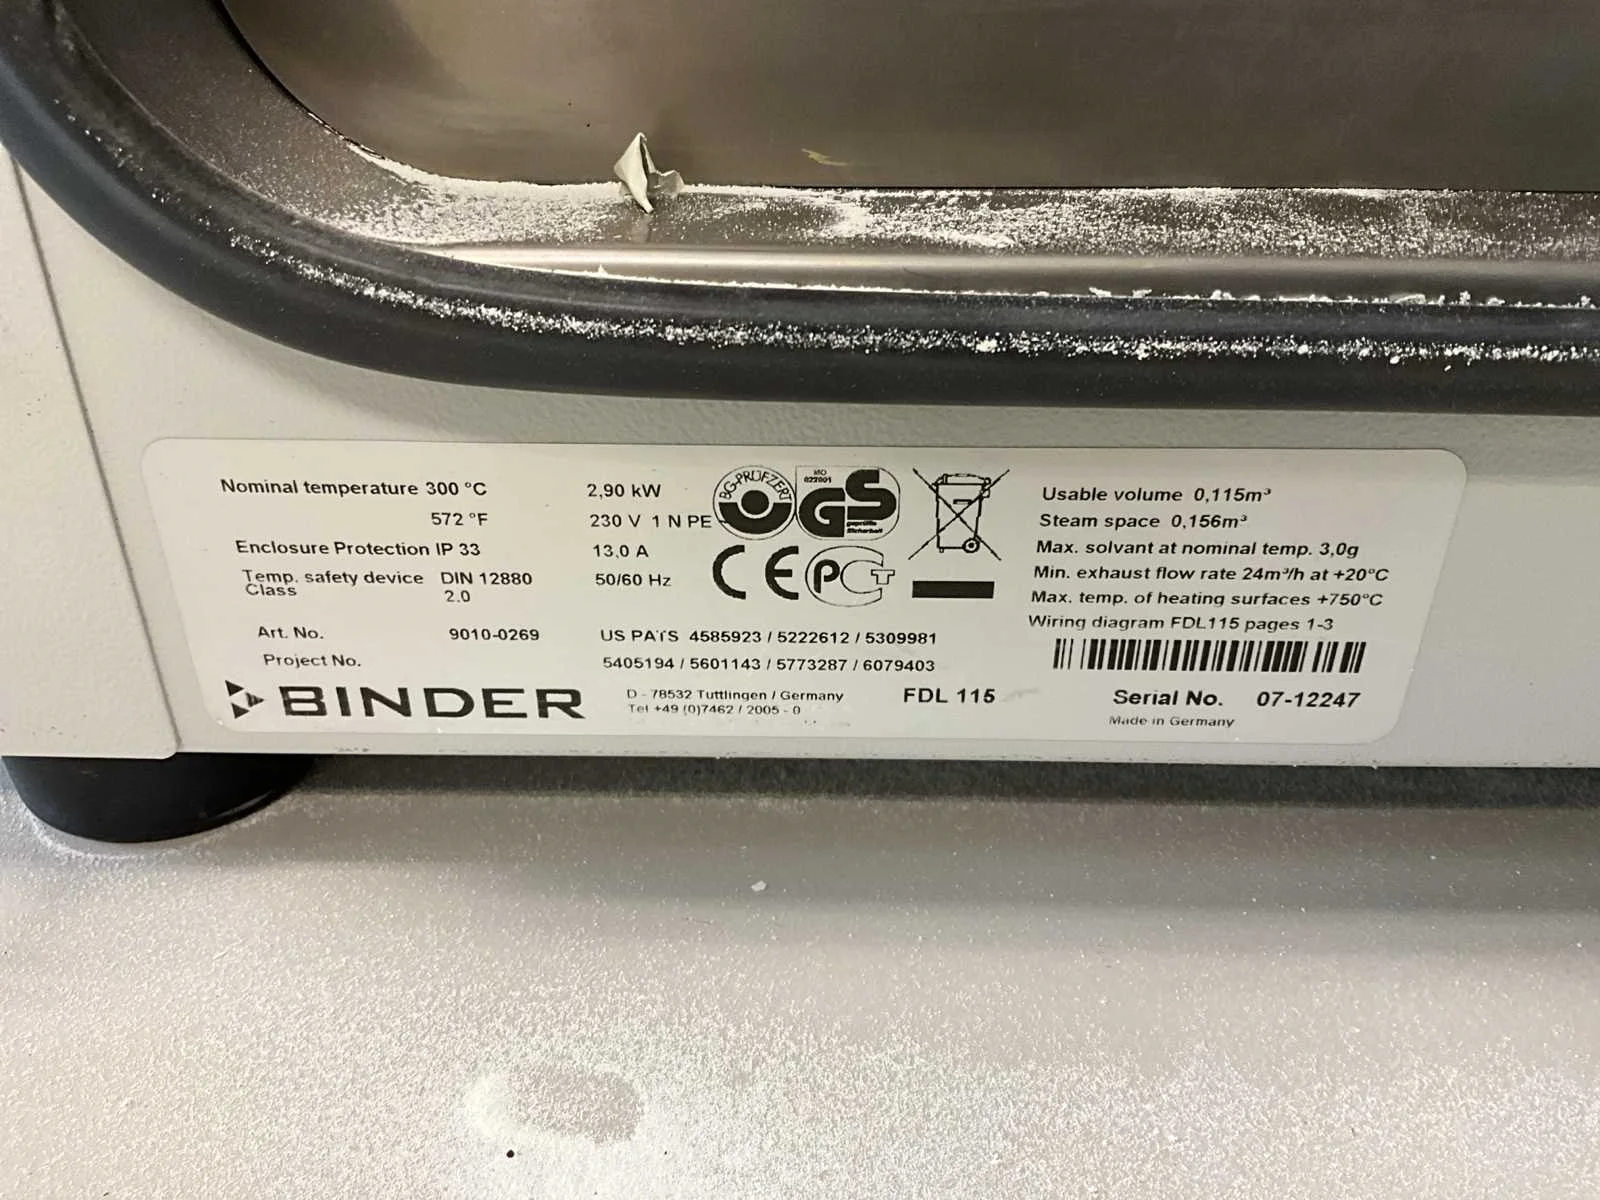 Nominal temperature 300 °C
572 °F
Enclosure Protection IP 33
Temp. safety device DIN 12880
Class 2.0
Art. No. 9010-0269
Project No.
BINDER
2,90 kW
230 V 1 N PE
13,0 A
50/60 Hz
BG-PRÜFZERT
MO
022001
GS
geprüfte
Sicherheit
CE
PCT
US PATS 4585923 / 5222612 / 5309981
5405194 / 5601143 / 5773287 / 6079403
D - 78532 Tuttlingen / Germany
Tel +49 (0)7462 / 2005 - 0
FDL 115
Usable volume 0,115m³
Steam space 0,156m³
Max. solvant at nominal temp. 3,0g
Min. exhaust flow rate 24m³/h at +20°C
Max. temp. of heating surfaces +750°C
Wiring diagram FDL115 pages 1-3
Serial No. 07-12247
Made in Germany